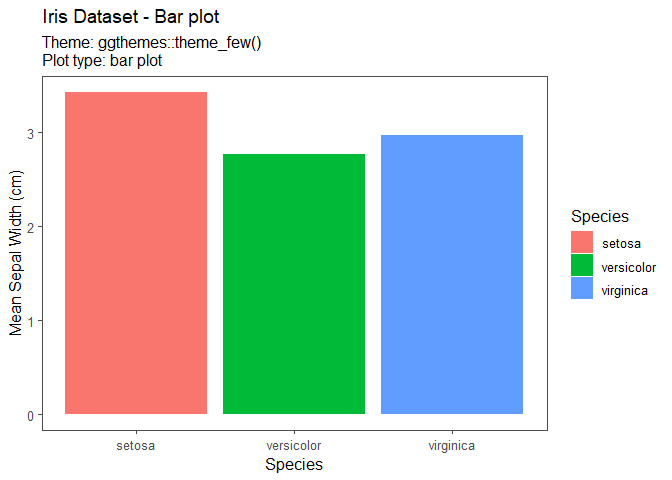 Iris Dataset - Bar plot
Theme: ggthemes::theme_few()
Plot type: bar plot
Mean Sepal Width (cm)
3
2
1
0
setosa
versicolor
virginica
Species
Species
setosa
versicolor
virginica